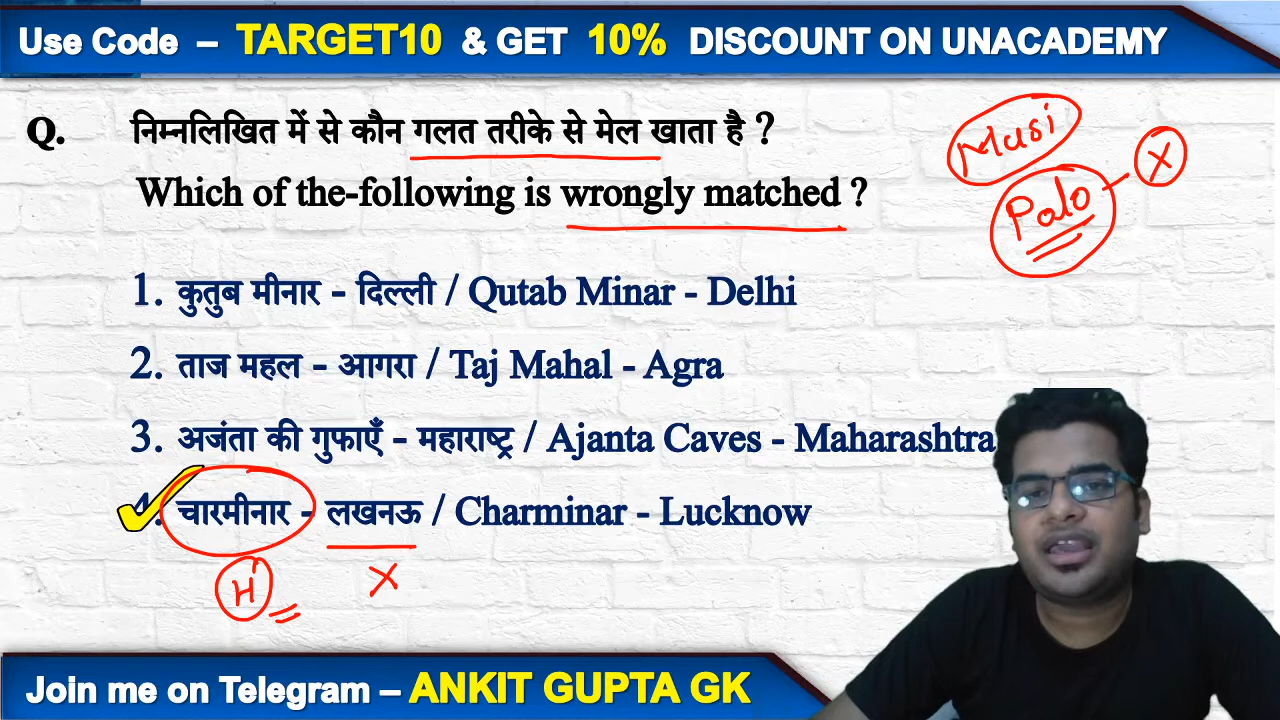 Use Code – TARGET10 & GET 10% DISCOUNT ON UNACADEMY
Q. निम्नलिखित में से कौन गलत तरीके से मेल खाता है ?
Which of the-following is wrongly matched ?
Musi
Palo
X
1. कुतुब मीनार - दिल्ली / Qutab Minar - Delhi
2. ताज महल - आगरा / Taj Mahal - Agra
3. अजंता की गुफाएँ - महाराष्ट्र / Ajanta Caves - Maharashtra
4. चारमीनार - लखनऊ / Charminar - Lucknow
H X
Join me on Telegram – ANKIT GUPTA GK